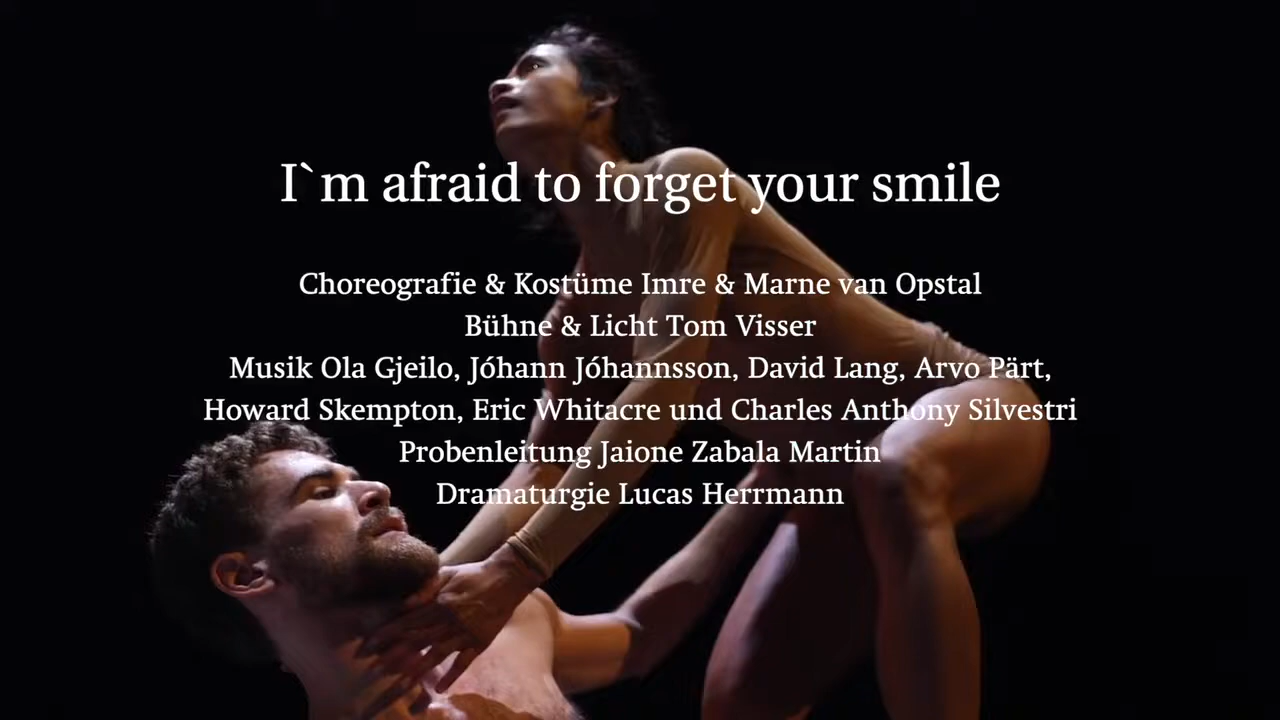 I`m afraid to forget your smile
Choreografie & Kostüme Imre & Marne van Opstal
Bühne & Licht Tom Visser
Musik Ola Gjeilo, Jóhann Jóhannsson, David Lang, Arvo Pärt,
Howard Skempton, Eric Whitacre und Charles Anthony Silvestri
Probenleitung Jaione Zabala Martin
Dramaturgie Lucas Herrmann